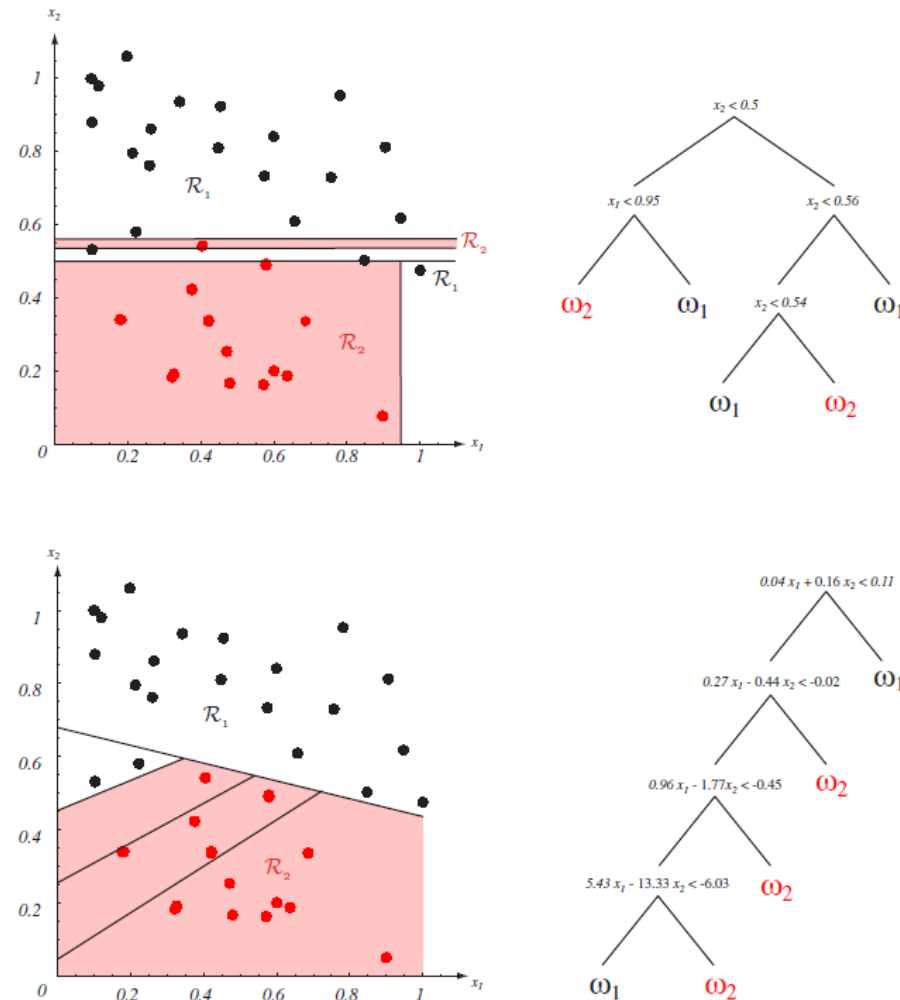 x₂
1
0.8
0.6
0.4
0.2
0
0.2 0.4 0.6 0.8 1 x₁
R₁
R₂
R₁
R₂
x₂ < 0.5
x₁ < 0.95 x₂ < 0.56
ω₂ ω₁ x₂ < 0.54 ω₁
ω₁ ω₂
x₂
1
0.8
0.6
0.4
0.2
0
0.2 0.4 0.6 0.8 1 x₁
R₁
R₂
0.04 x₁ + 0.16 x₂ < 0.11
0.27 x₁ - 0.44 x₂ < -0.02 ω₁
0.96 x₁ - 1.77x₂ < -0.45 ω₂
5.43 x₁ - 13.33 x₂ < -6.03 ω₂
ω₁ ω₂